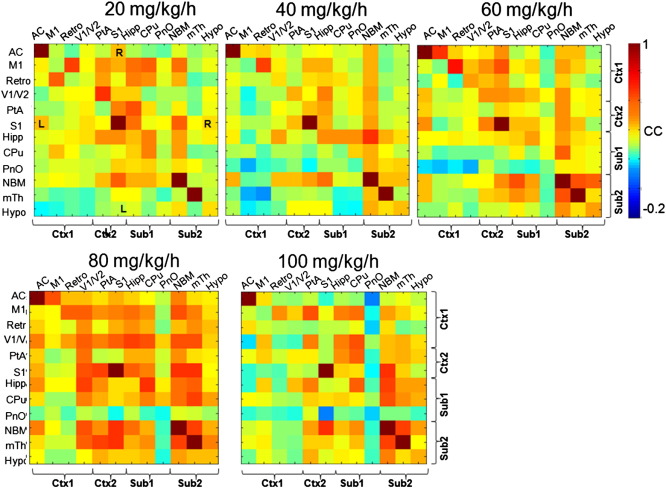 20 mg/kg/h
40 mg/kg/h
60 mg/kg/h
AC M1 Retro V1/V2 PtA S1 Hipp CPu PnO NBM mTh Hypo
AC M1 Retro V1/V2 PtA S1 Hipp CPu PnO NBM mTh Hypo
AC M1 Retro V1/V2 PtA S1 Hipp CPu PnO NBM mTh Hypo
AC
M1
Retro
V1/V2
PtA
S1
Hipp
CPu
PnO
NBM
mTh
Hypo
R
L
R
L
Ctx1 Ctx2 Sub1 Sub2
Ctx1 Ctx2 Sub1 Sub2
Ctx1 Ctx2 Sub1 Sub2
Ctx1
Ctx2
Sub1
Sub2
1
CC
-0.2
80 mg/kg/h
100 mg/kg/h
AC M1 Retro V1/V2 PtA S1 Hipp CPu PnO NBM mTh Hypo
AC M1 Retro V1/V2 PtA S1 Hipp CPu PnO NBM mTh Hypo
AC
M1
Retr
V1/V
PtA
S1
Hipp
CPu
PnO
NBM
mTh
Hypo
Ctx1 Ctx2 Sub1 Sub2
Ctx1 Ctx2 Sub1 Sub2
Ctx1
Ctx2
Sub1
Sub2